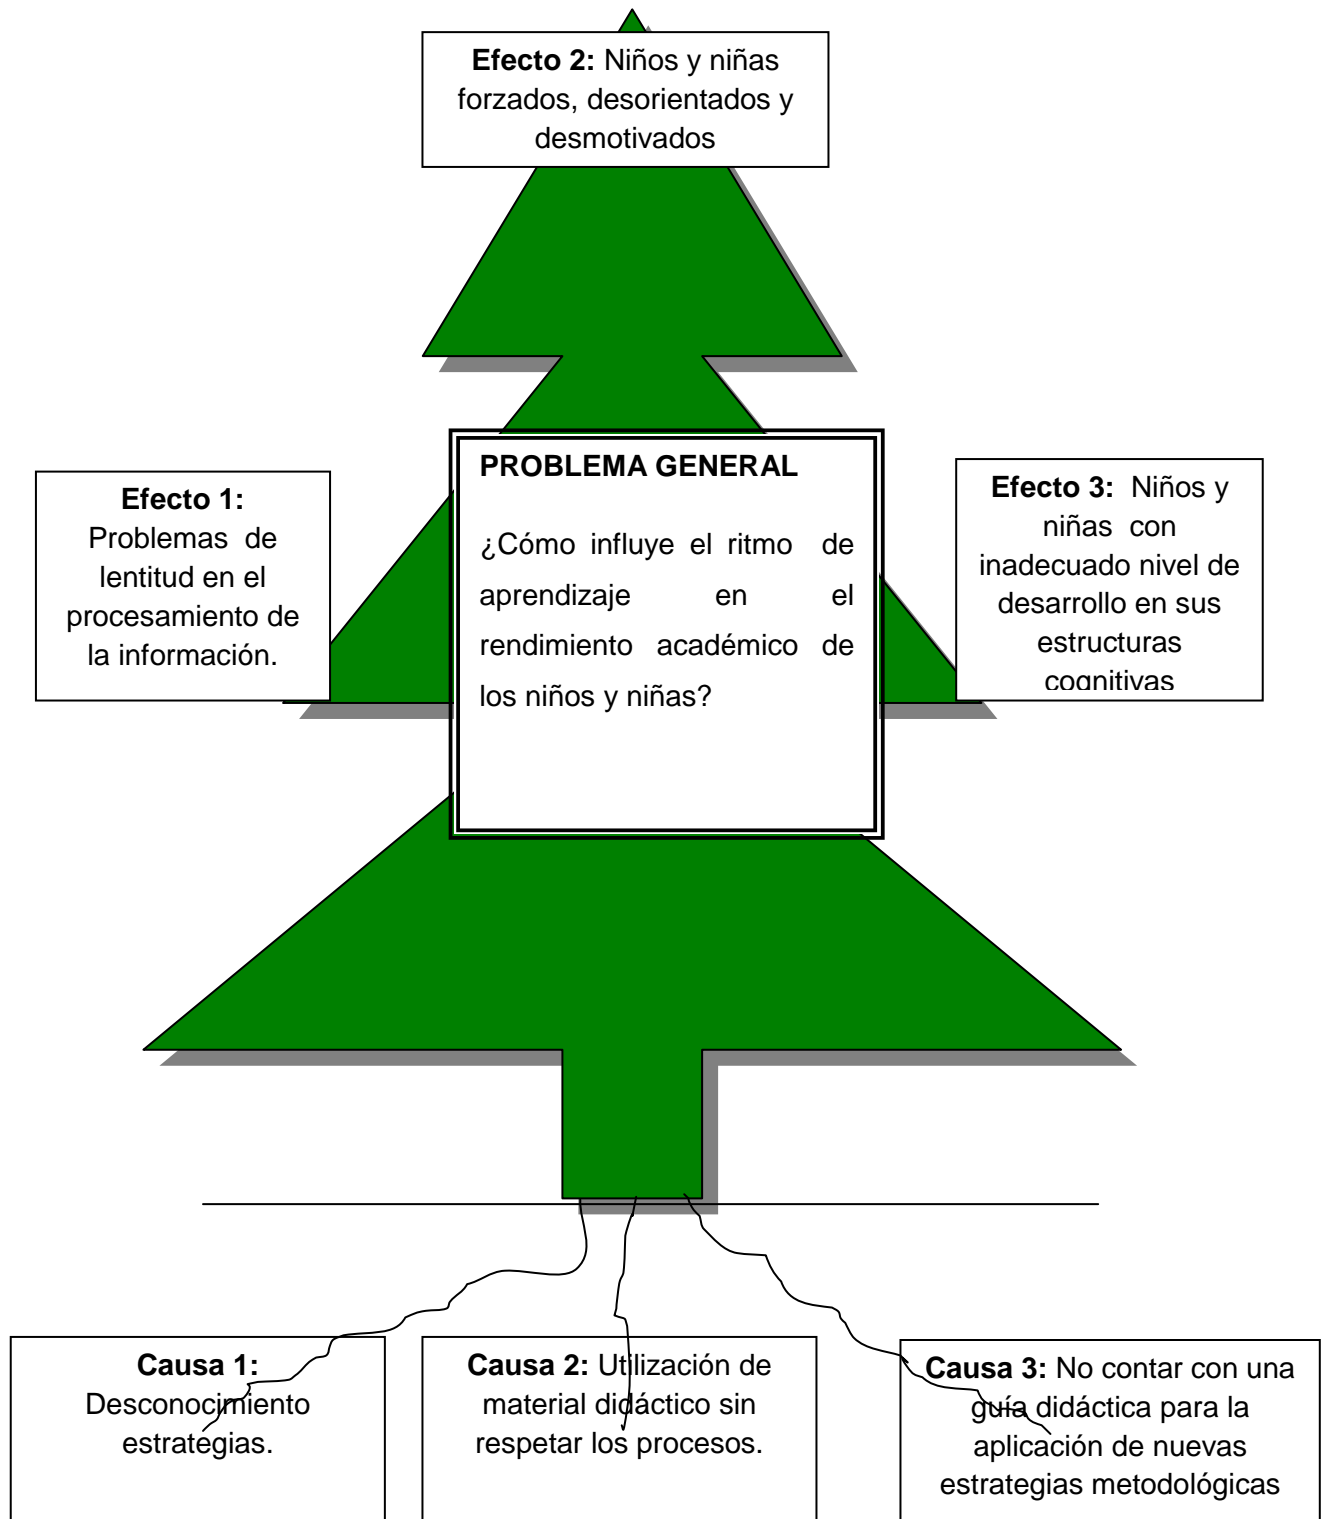 Efecto 2: Niños y niñas
forzados, desorientados y
desmotivados
PROBLEMA GENERAL
¿Cómo influye el ritmo de
aprendizaje en el
rendimiento académico de
los niños y niñas?
Efecto 1:
Problemas de
lentitud en el
procesamiento de
la información.
Efecto 3: Niños y
niñas con
inadecuado nivel de
desarrollo en sus
estructuras
cognitivas
Causa 1:
Desconocimiento
estrategias.
Causa 2: Utilización de
material didáctico sin
respetar los procesos.
Causa 3: No contar con una
guía didáctica para la
aplicación de nuevas
estrategias metodológicas